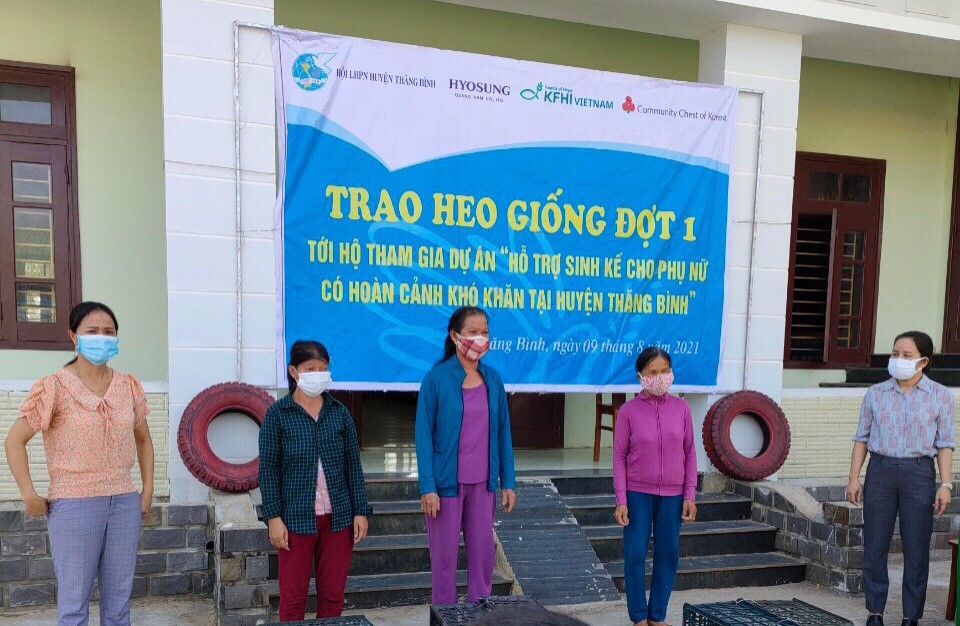 HỘI LHPN HUYỆN THĂNG BÌNH
HYOSUNG
QUANG NAM CO., LTD.
KFHI VIETNAM
Community Chest of Korea
TRAO HEO GIỐNG ĐỢT 1
TỚI HỘ THAM GIA DỰ ÁN "HỖ TRỢ SINH KẾ CHO PHỤ NỮ
CÓ HOÀN CẢNH KHÓ KHĂN TẠI HUYỆN THĂNG BÌNH"
Bình, ngày 09 tháng 8 năm 2021